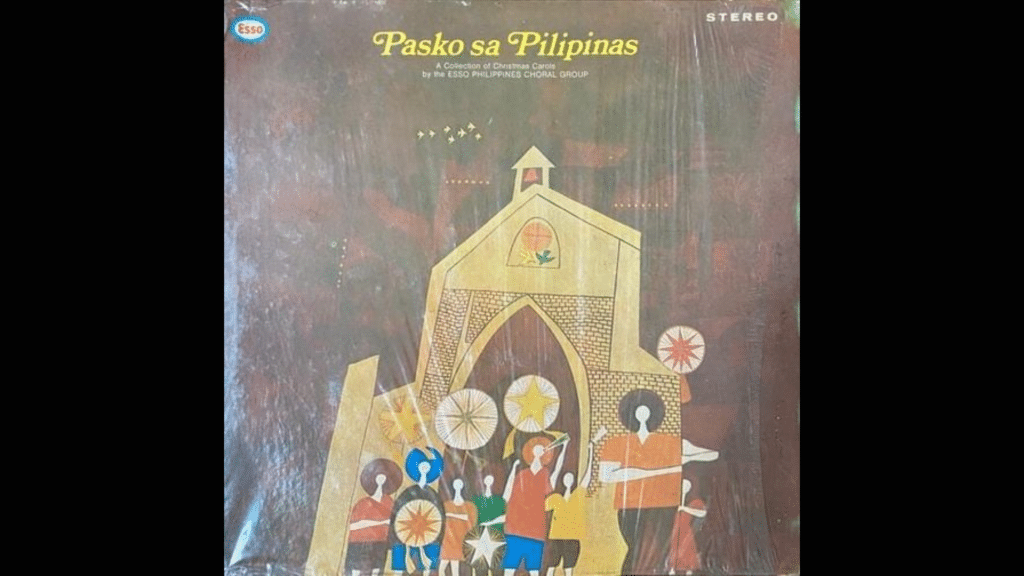 Esso
STEREO
Pasko sa Pilipinas
A Collection of Christmas Carols
by the ESSO PHILIPPINES CHORAL GROUP